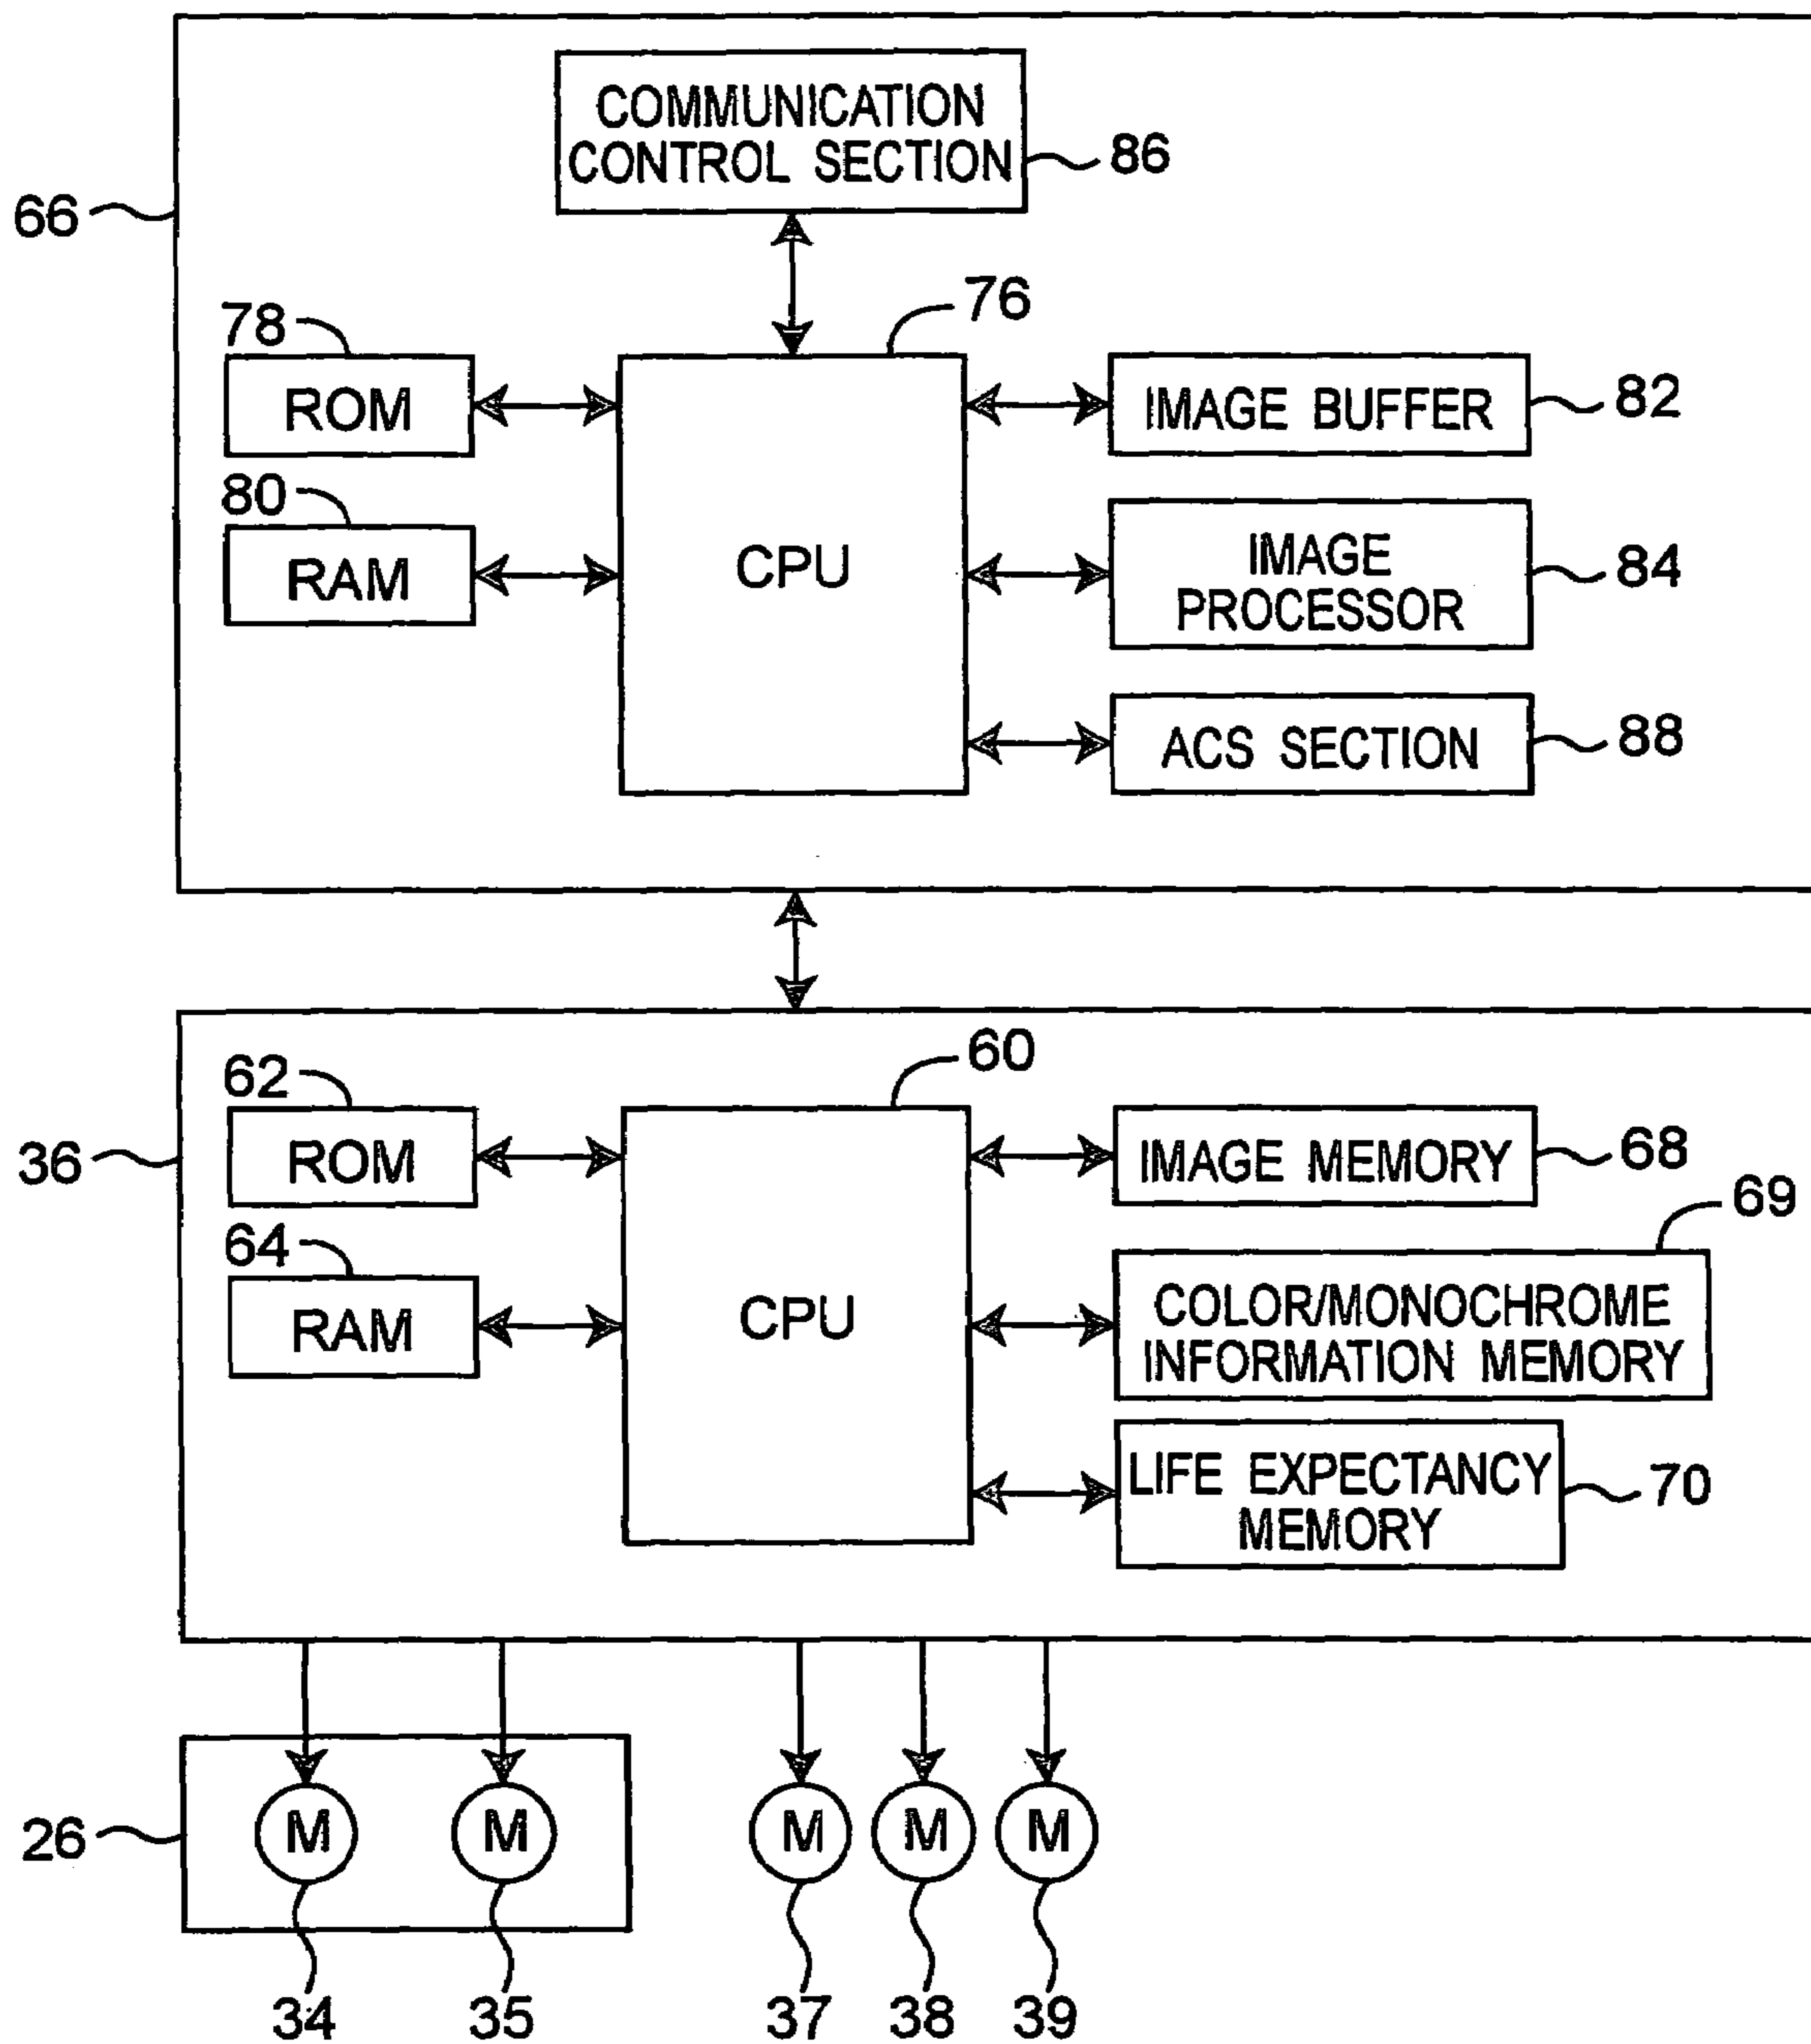 COMMUNICATION
CONTROL SECTION
86
66
76
78
ROM
IMAGE BUFFER
82
80
RAM
CPU
IMAGE
PROCESSOR
84
ACS SECTION
88
60
62
36
ROM
IMAGE MEMORY
68
69
64
RAM
CPU
COLOR/MONOCHROME
INFORMATION MEMORY
LIFE EXPECTANCY
MEMORY
70
26
M
M
M
M
M
34
35
37
38
39